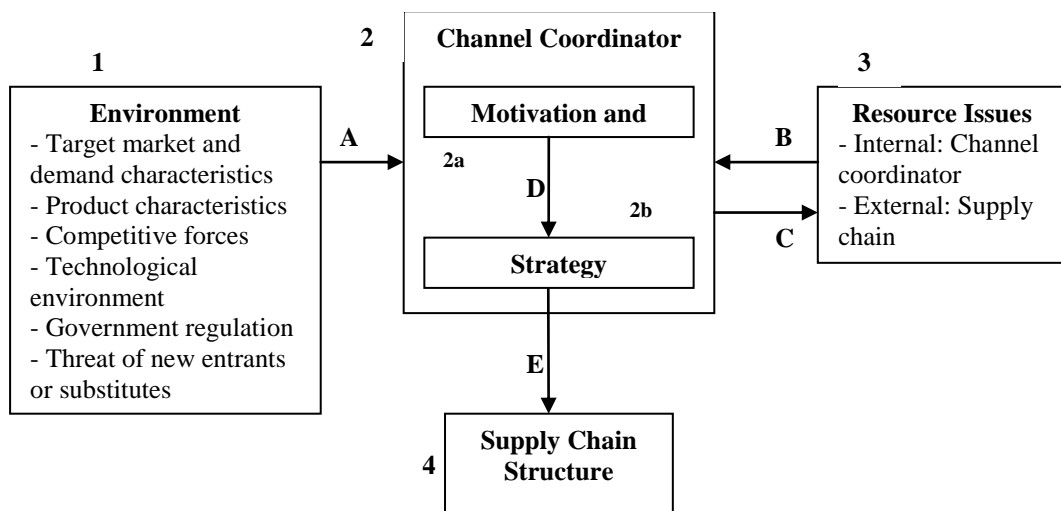 1
Environment
- Target market and
demand characteristics
- Product characteristics
- Competitive forces
- Technological
environment
- Government regulation
- Threat of new entrants
or substitutes
A
2
Channel Coordinator
Motivation and
2a
D
2b
Strategy
B
C
3
Resource Issues
- Internal: Channel
coordinator
- External: Supply
chain
E
4
Supply Chain
Structure